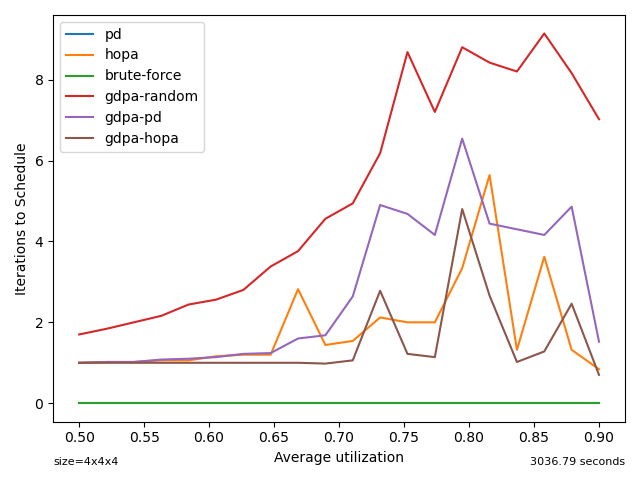 pd
hopa
brute-force
gdpa-random
gdpa-pd
gdpa-hopa
Iterations to Schedule
8
6
4
2
0
0.50 0.55 0.60 0.65 0.70 0.75 0.80 0.85 0.90
Average utilization
size=4x4x4
3036.79 seconds